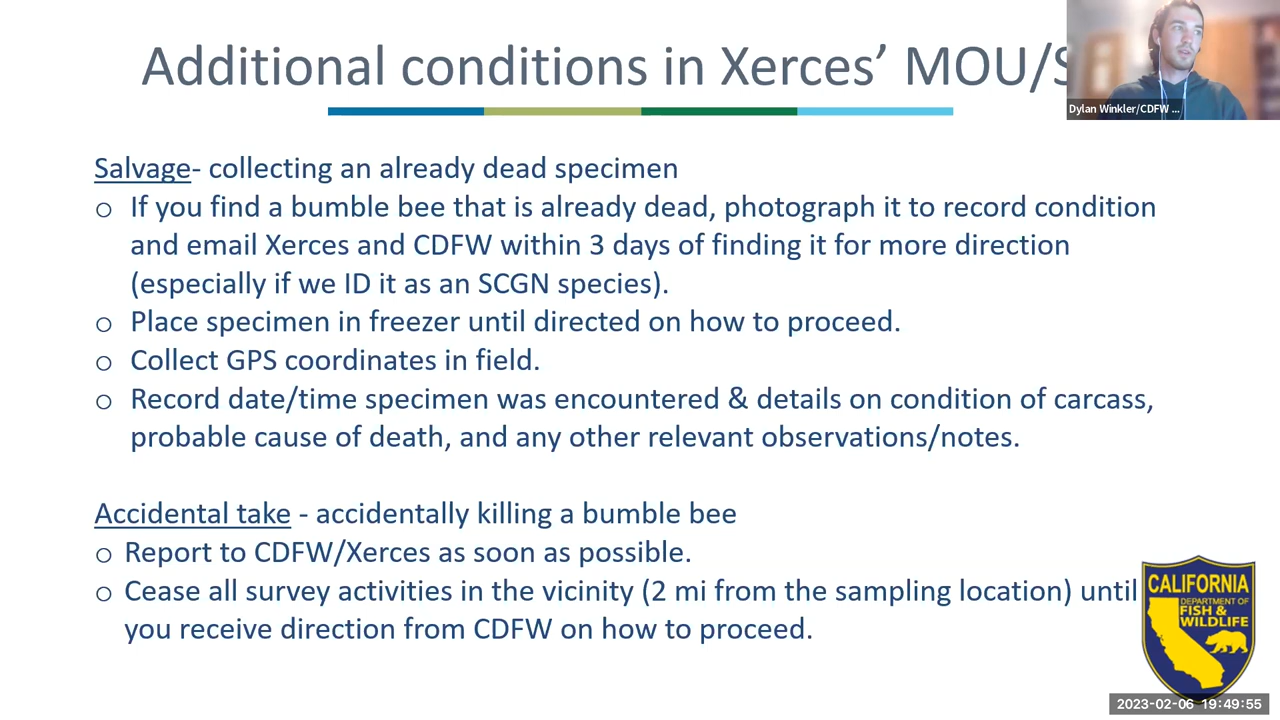 Additional conditions in Xerces’ MOU/S
Dylan Winkler/CDFW ...
Salvage- collecting an already dead specimen
o If you find a bumble bee that is already dead, photograph it to record condition
and email Xerces and CDFW within 3 days of finding it for more direction
(especially if we ID it as an SCGN species).
o Place specimen in freezer until directed on how to proceed.
o Collect GPS coordinates in field.
o Record date/time specimen was encountered & details on condition of carcass,
probable cause of death, and any other relevant observations/notes.
Accidental take - accidentally killing a bumble bee
o Report to CDFW/Xerces as soon as possible.
o Cease all survey activities in the vicinity (2 mi from the sampling location) until
you receive direction from CDFW on how to proceed.
CALIFORNIA
DEPARTMENT OF
FISH &
WILDLIFE
2023-02-06 19:49:55